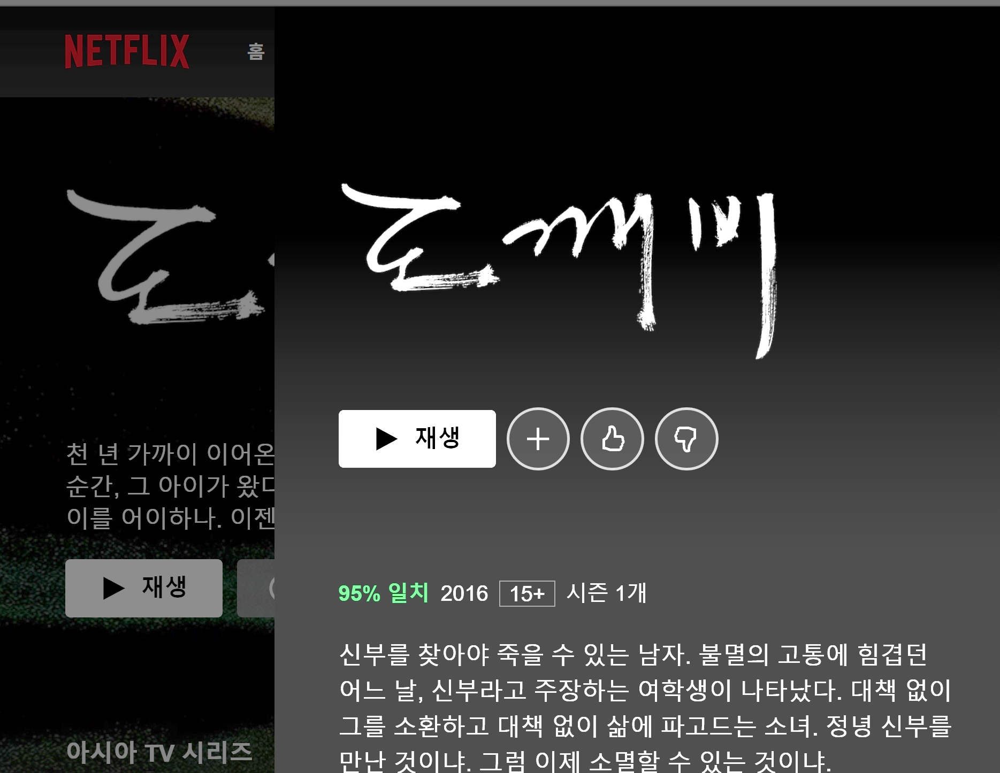 NETFLIX
홈
도깨비
천 년 가까이 이어온
순간, 그 아이가 왔다
이를 어이하나. 이젠
재생
아시아 TV 시리즈
도깨비
재생
95% 일치 2016 15+ 시즌 1개
신부를 찾아야 죽을 수 있는 남자. 불멸의 고통에 힘겹던
어느 날, 신부라고 주장하는 여학생이 나타났다. 대책 없이
그를 소환하고 대책 없이 삶에 파고드는 소녀. 정녕 신부를
만난 것이냐. 그럼 이제 소멸할 수 있는 것이냐.